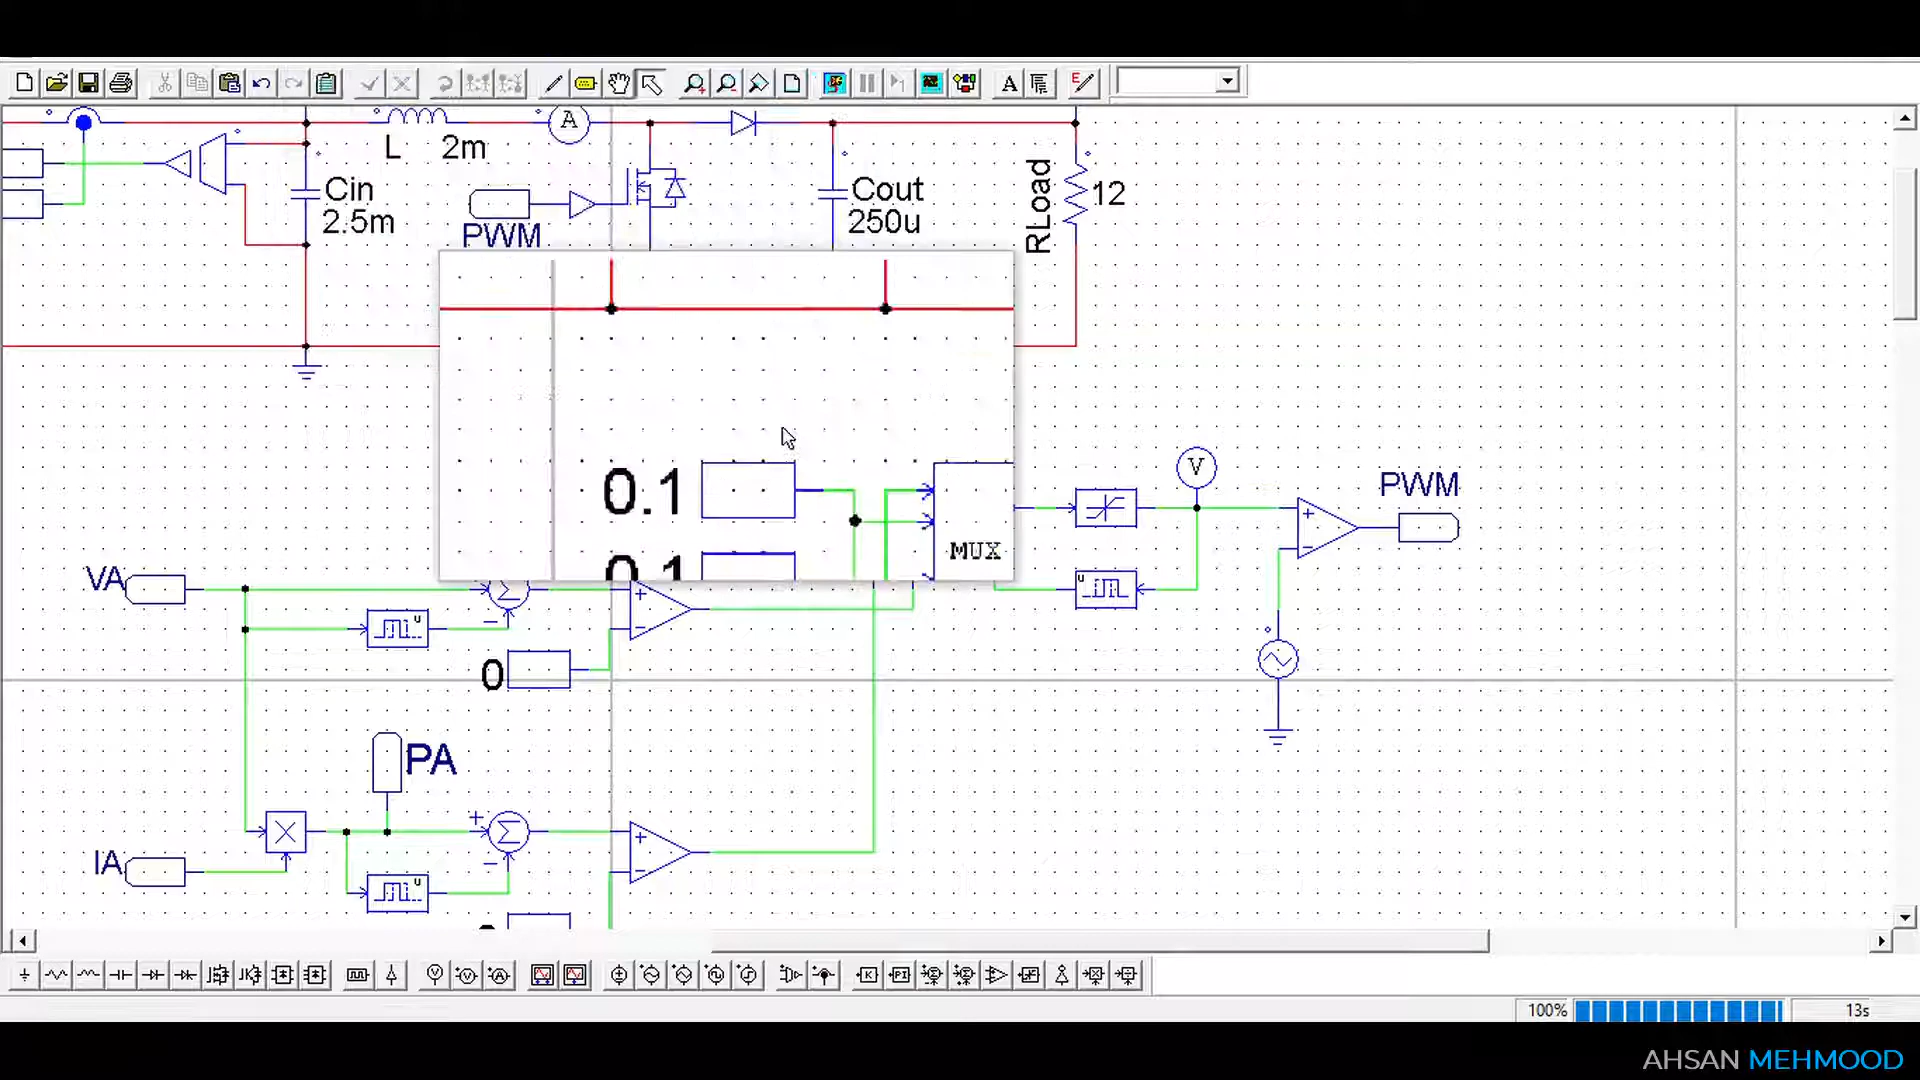 L 2m
A
Cin
2.5m
PWM
Cout
250u
RLoad
12
0.1
MUX
V
PWM
VA
0
PA
IA
100%
13s
AHSAN MEHMOOD